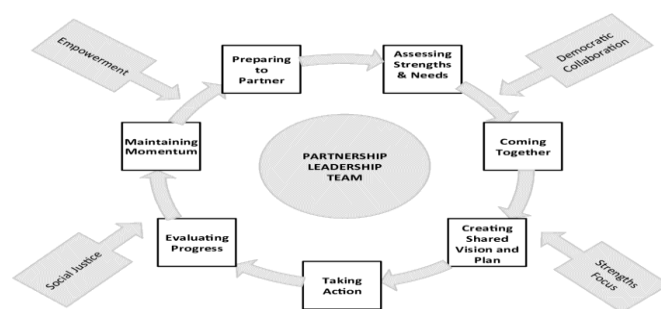 Empowerment
Preparing
to
Partner
Assessing
Strengths
& Needs
Democratic
Collaboration
Maintaining
Momentum
PARTNERSHIP
LEADERSHIP
TEAM
Coming
Together
Social Justice
Evaluating
Progress
Taking
Action
Creating
Shared
Vision and
Plan
Strengths
Focus